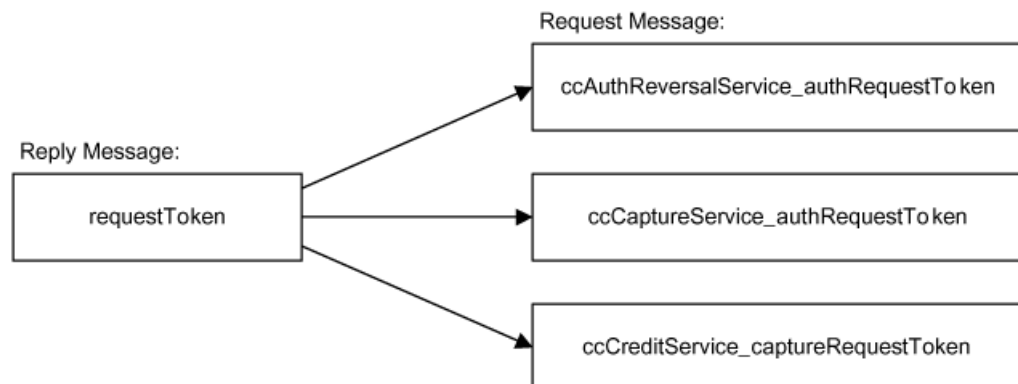 Request Message:
ccAuthReversalService_authRequestToken
Reply Message:
requestToken
ccCaptureService_authRequestToken
ccCreditService_captureRequestToken